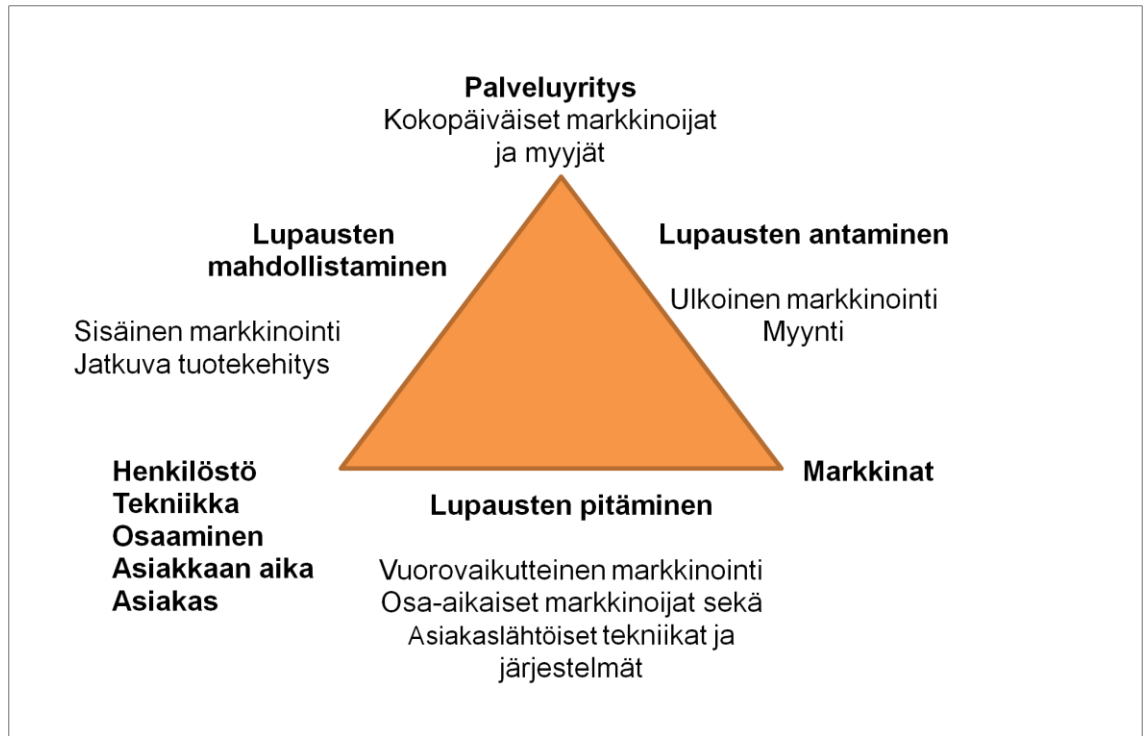 Palveluyritys
Kokopäiväiset markkinoijat
ja myyjät
Lupausten
mahdollistaminen
Lupausten antaminen
Sisäinen markkinointi
Jatkuva tuotekehitys
Ulkoinen markkinointi
Myynti
Henkilöstö
Tekniikka
Osaaminen
Asiakkaan aika
Asiakas
Markkinat
Lupausten pitäminen
Vuorovaikutteinen markkinointi
Osa-aikaiset markkinoijat sekä
Asiakaslähtöiset tekniikat ja
järjestelmät